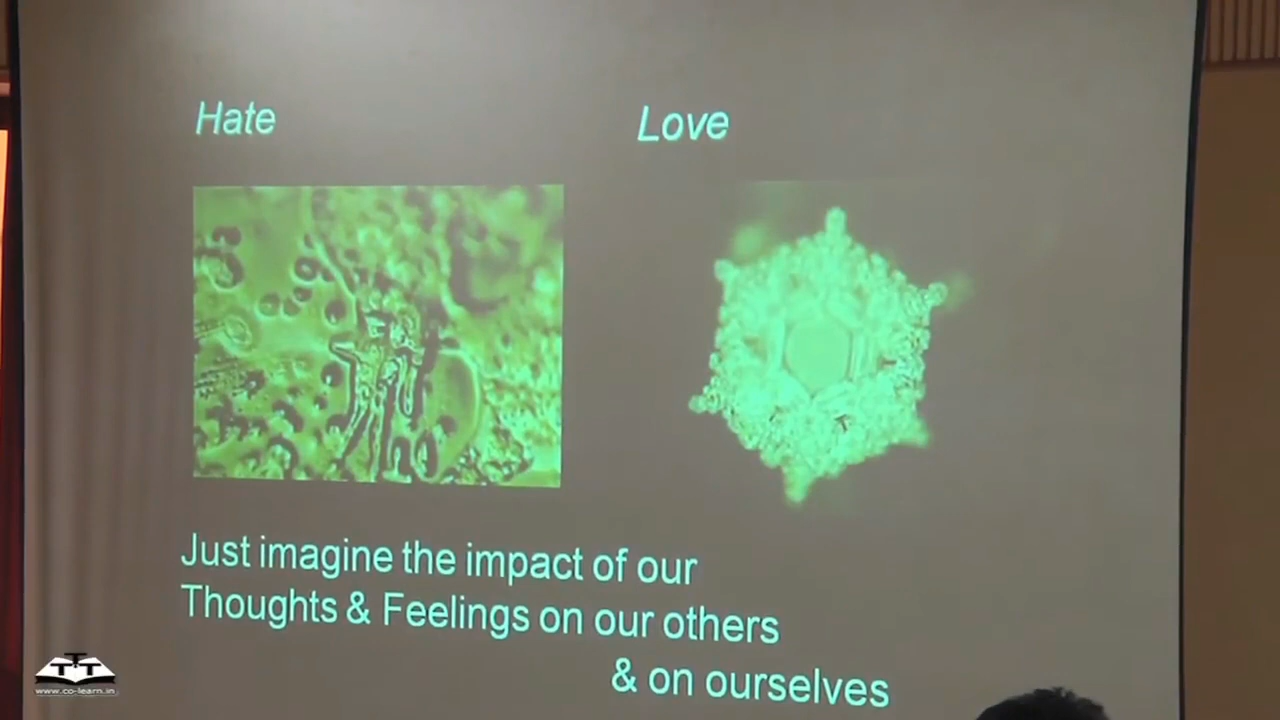 Hate
Love
Just imagine the impact of our
Thoughts & Feelings on our others
& on ourselves
TTT
www.co-learn.in